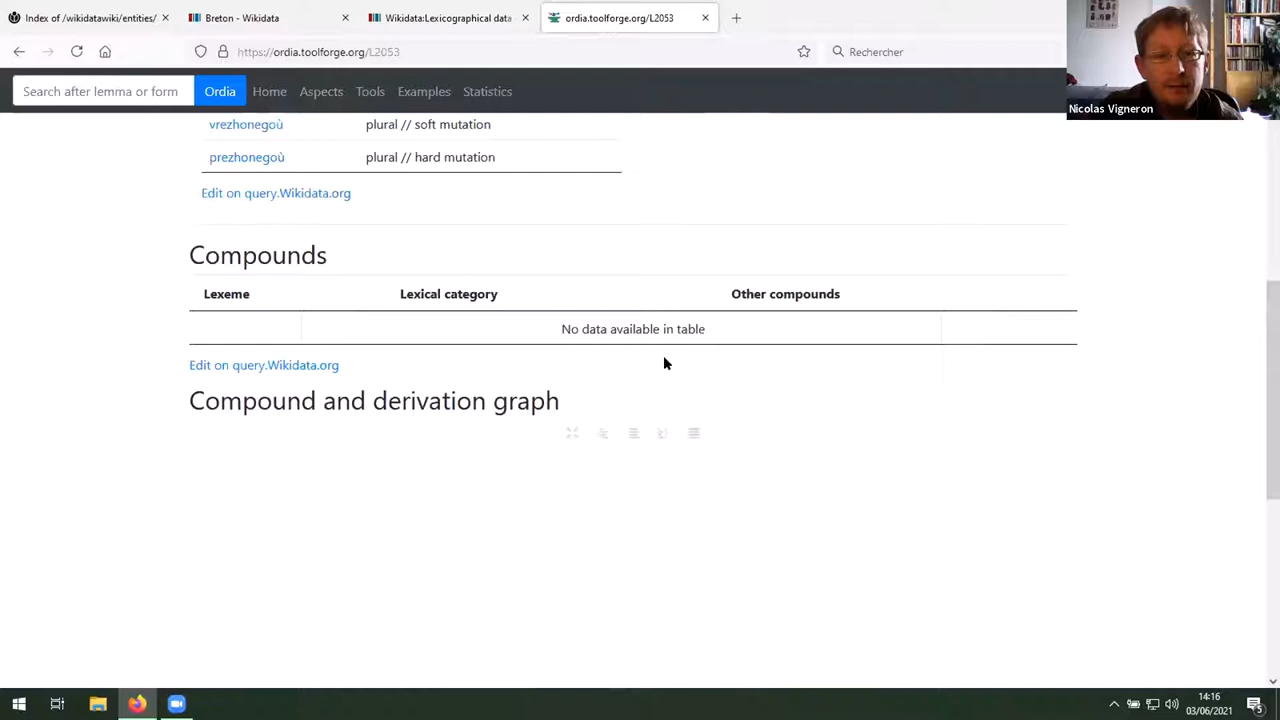 Index of /wikidatawiki/entities/
Breton - Wikidata
Wikidata:Lexicographical data
ordia.toolforge.org/L2053
https://ordia.toolforge.org/L2053
Rechercher
Nicolas Vigneron
Search after lemma or form
Ordia
Home
Aspects
Tools
Examples
Statistics
vrezhonegoù plural // soft mutation
prezhonegoù plural // hard mutation
Edit on query.Wikidata.org
Compounds
Lexeme Lexical category Other compounds
No data available in table
Edit on query.Wikidata.org
Compound and derivation graph
14:16
03/06/2021
5